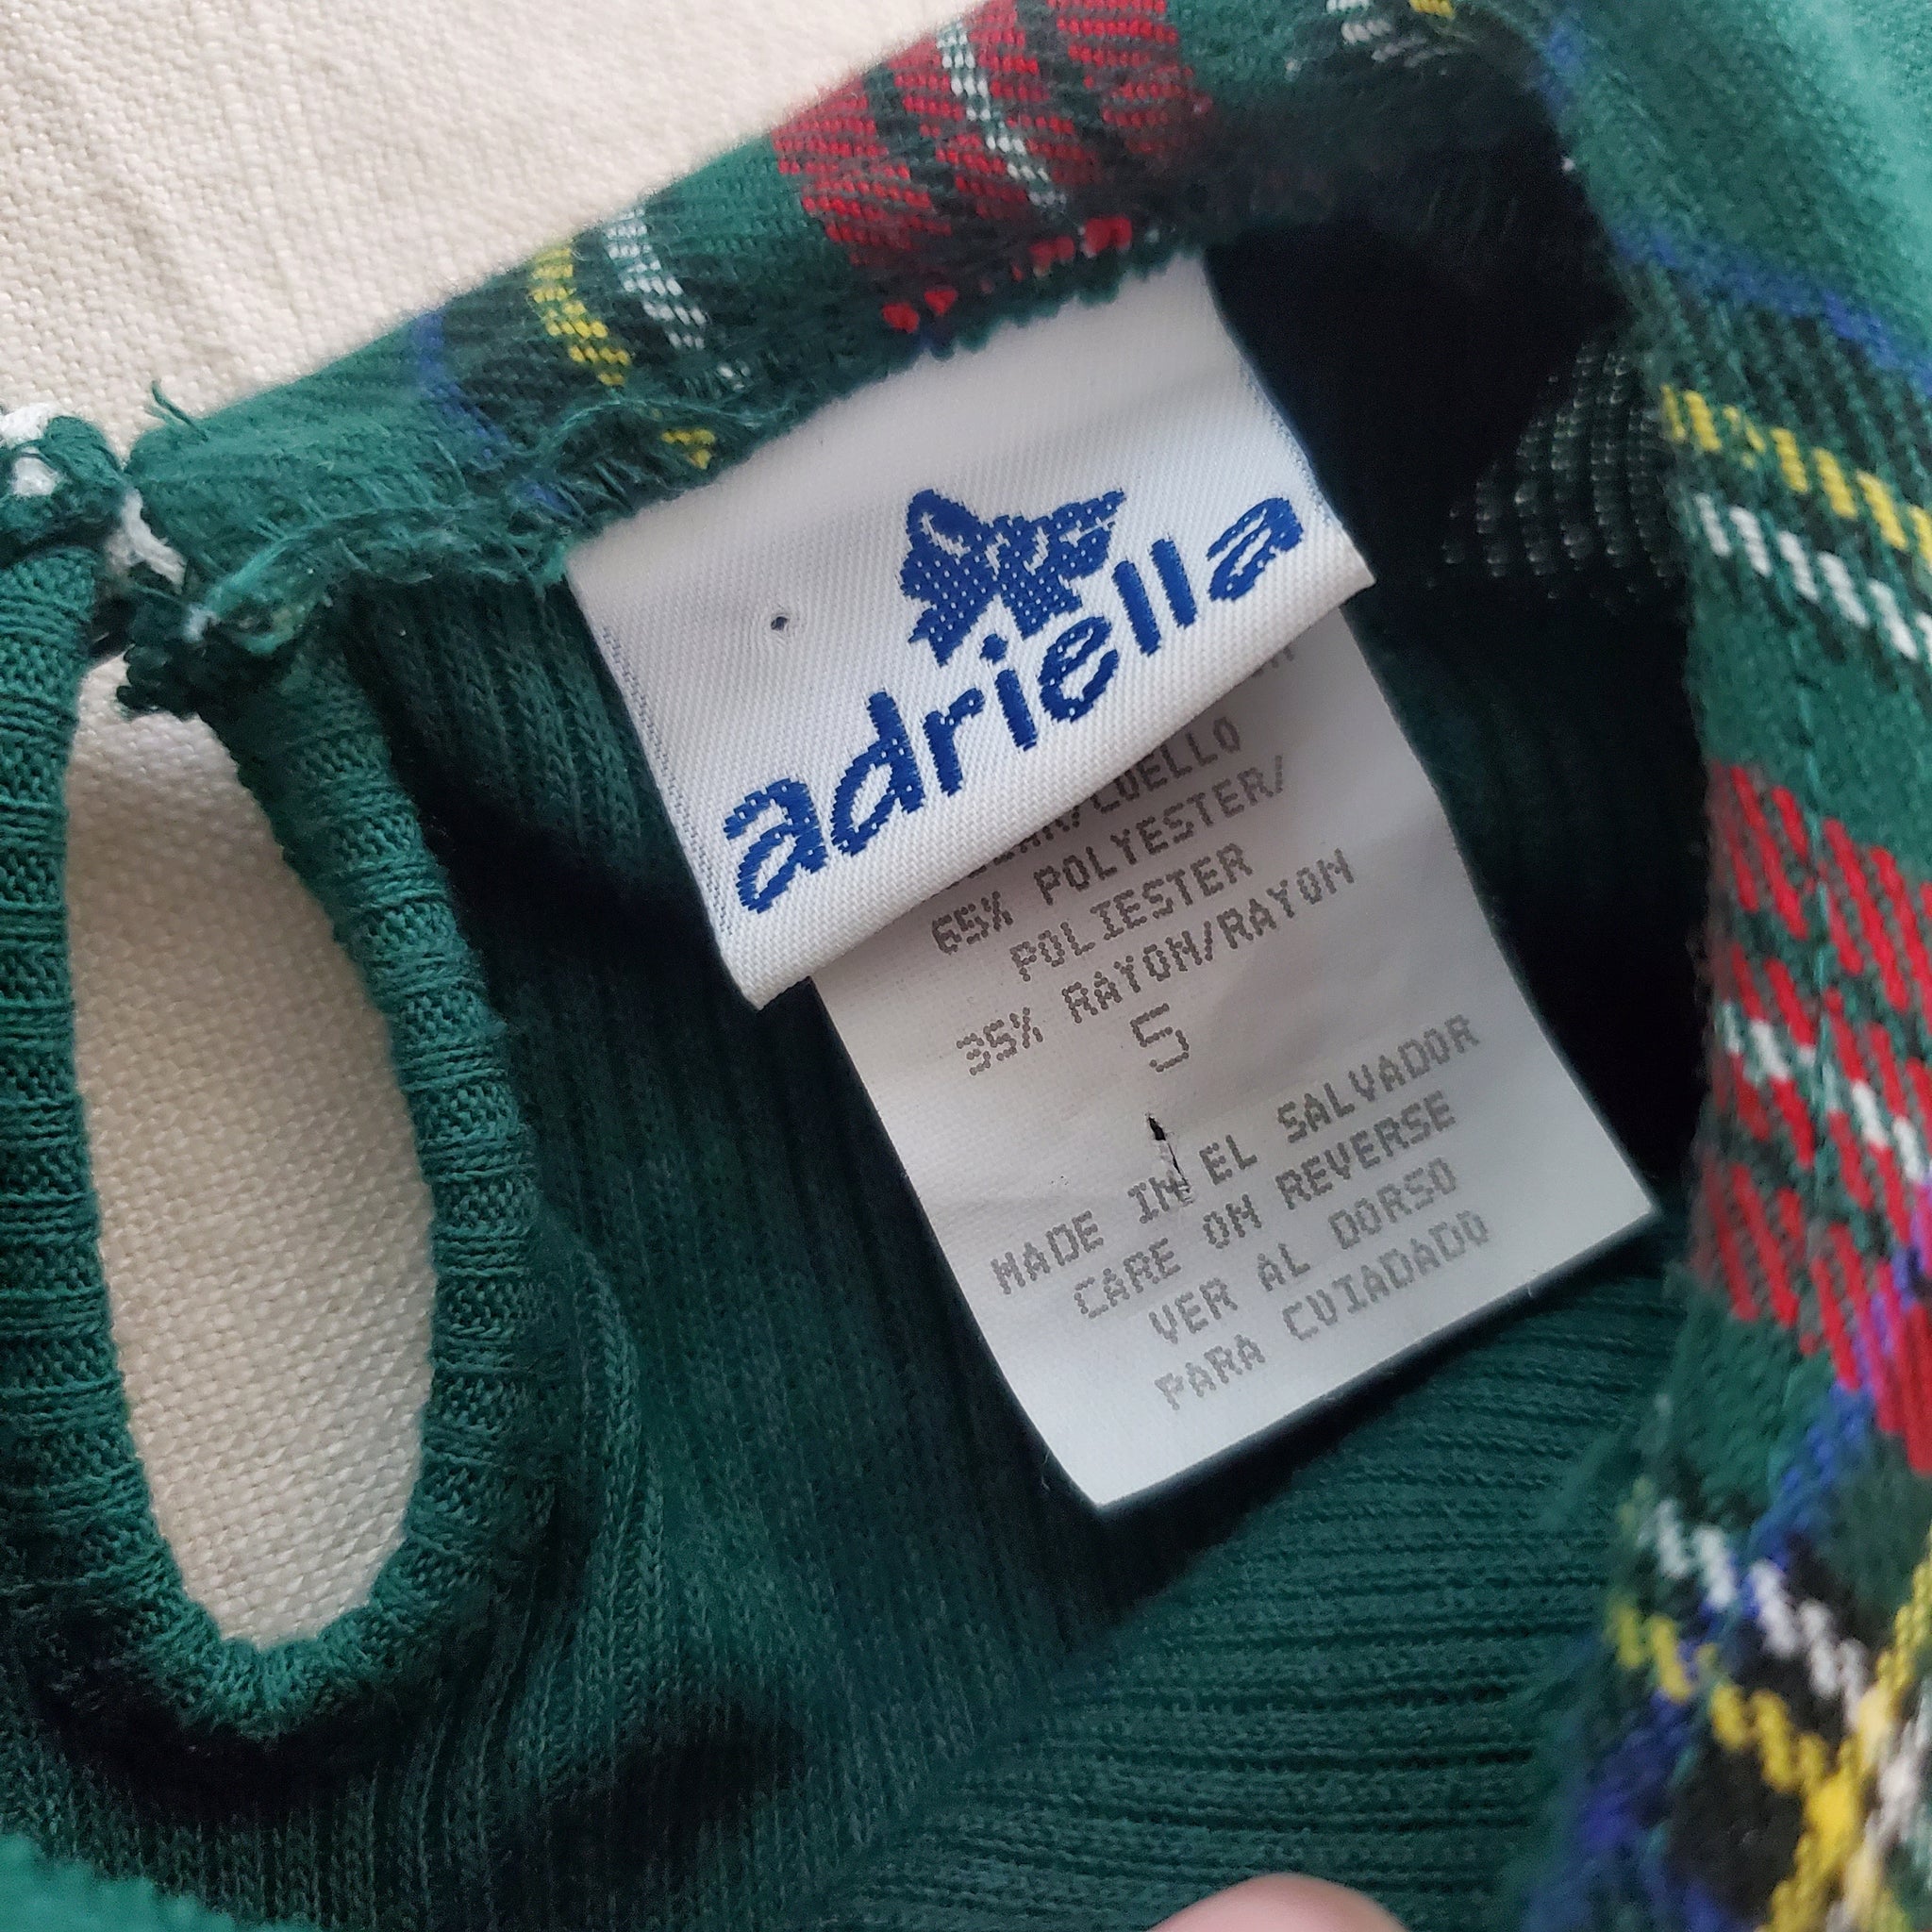 adriella
65% POLYESTER/
POLIESTER
35% RAYON/RAYON
5
MADE IN EL SALVADOR
CARE ON REVERSE
VER AL DORSO
PARA CUIADADO